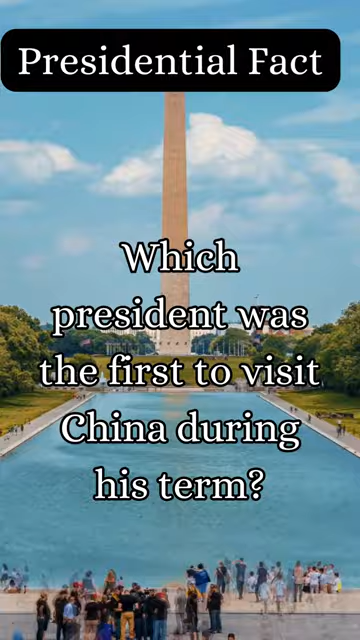 Presidential Fact
Which
president was
the first to visit
China during
his term?